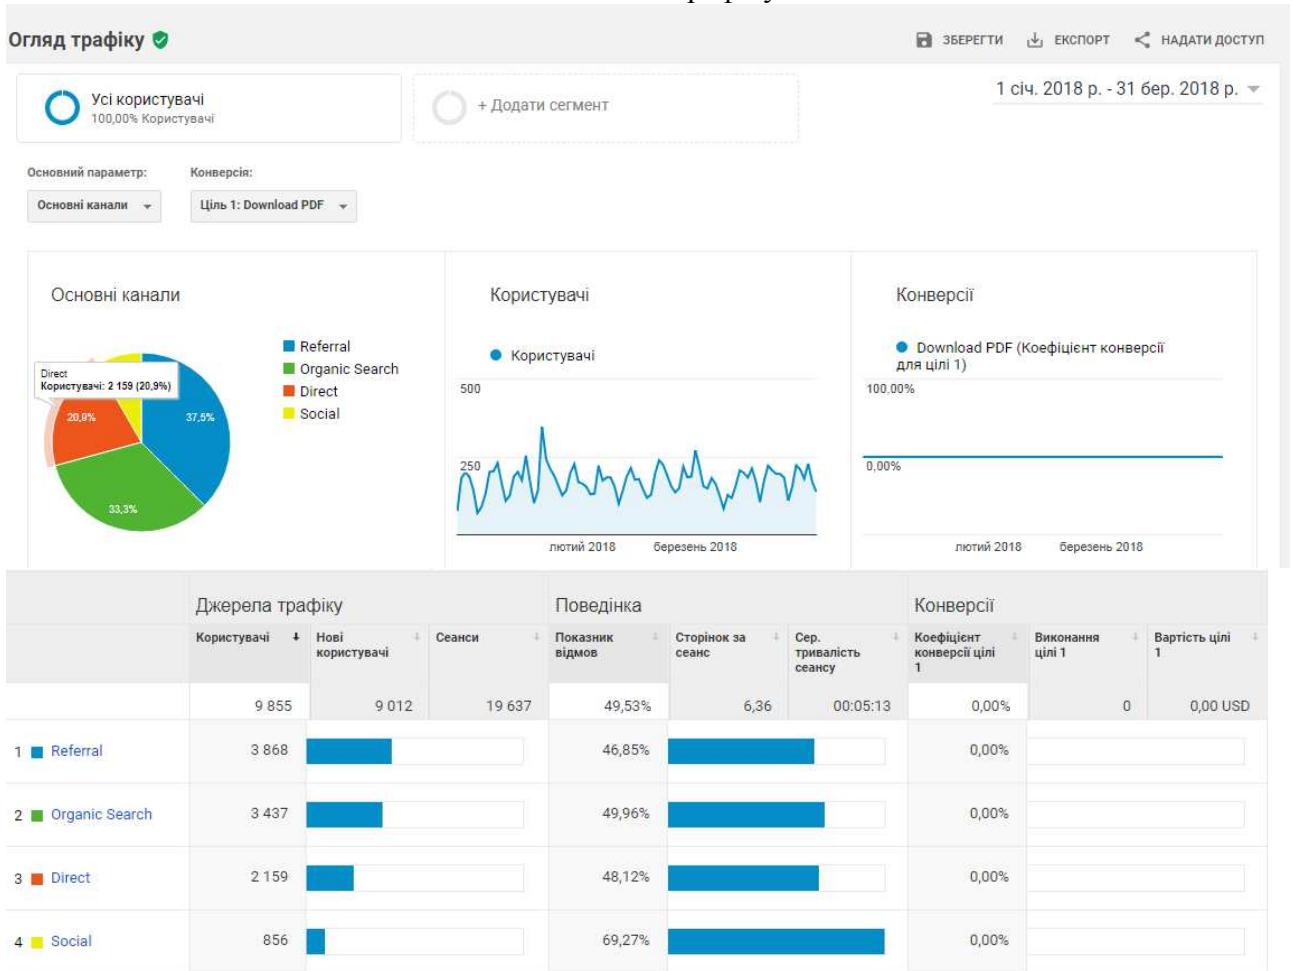 Огляд трафіку
ЗБЕРЕГТИ ЕКСПОРТ НАДАТИ ДОСТУП
Усі користувачі
100,00% Користувачі
+ Додати сегмент
1 січ. 2018 р. - 31 бер. 2018 р.
Основний параметр: Конверсія:
Основні канали Ціль 1: Download PDF
Основні канали
Referral
Organic Search
Direct
Social
Direct
Користувачі: 2 159 (20,9%)
20,9%
37,5%
33,3%
Користувачі
Користувачі
500
250
лютий 2018 березень 2018
Конверсії
Download PDF (Коефіцієнт конверсії
для цілі 1)
100,00%
0,00%
лютий 2018 березень 2018
Джерела трафіку Поведінка Конверсії
Користувачі Нові користувачі Сеанси Показник відмов Сторінок за сеанс Сер. тривалість сеансу Коефіцієнт конверсії цілі 1 Виконання цілі 1 Вартість цілі 1
9 855 9 012 19 637 49,53% 6,36 00:05:13 0,00% 0 0,00 USD
1 Referral 3 868 46,85% 0,00%
2 Organic Search 3 437 49,96% 0,00%
3 Direct 2 159 48,12% 0,00%
4 Social 856 69,27% 0,00%